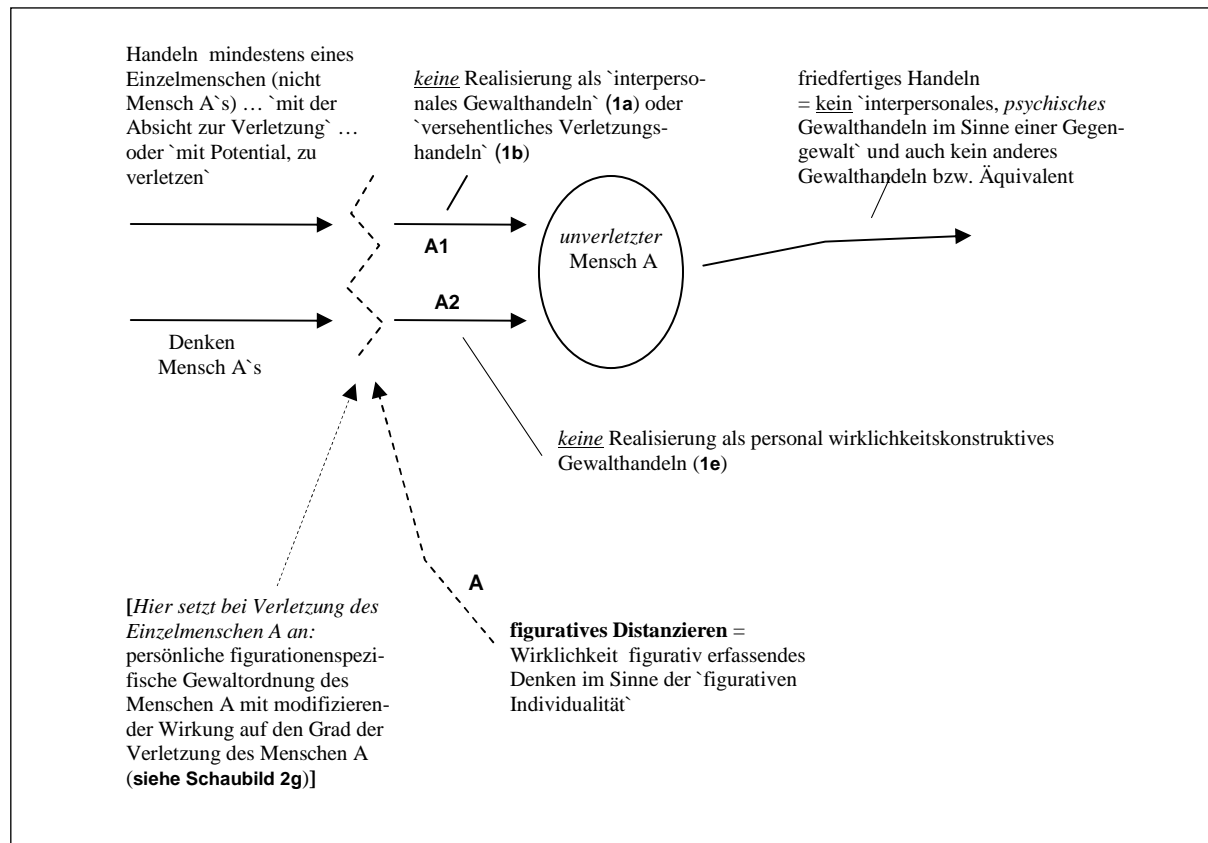 Handeln mindestens eines
Einzelmenschen (nicht
Mensch A`s) … `mit der
Absicht zur Verletzung` …
oder `mit Potential, zu
verletzen`
keine Realisierung als `interperso-
nales Gewalthandeln` (1a) oder
`versehentliches Verletzungs-
handeln` (1b)
friedfertiges Handeln
= kein `interpersonales, psychisches
Gewalthandeln im Sinne einer Gegen-
gewalt` und auch kein anderes
Gewalthandeln bzw. Äquivalent
A1
unverletzter
Mensch A
A2
Denken
Mensch A`s
keine Realisierung als personal wirklichkeitskonstruktives
Gewalthandeln (1e)
A
[Hier setzt bei Verletzung des
Einzelmenschen A an:
persönliche figurationenspezi-
fische Gewaltordnung des
Menschen A mit modifizieren-
der Wirkung auf den Grad der
Verletzung des Menschen A
(siehe Schaubild 2g)]
figuratives Distanzieren =
Wirklichkeit figurativ erfassendes
Denken im Sinne der `figurativen
Individualität`